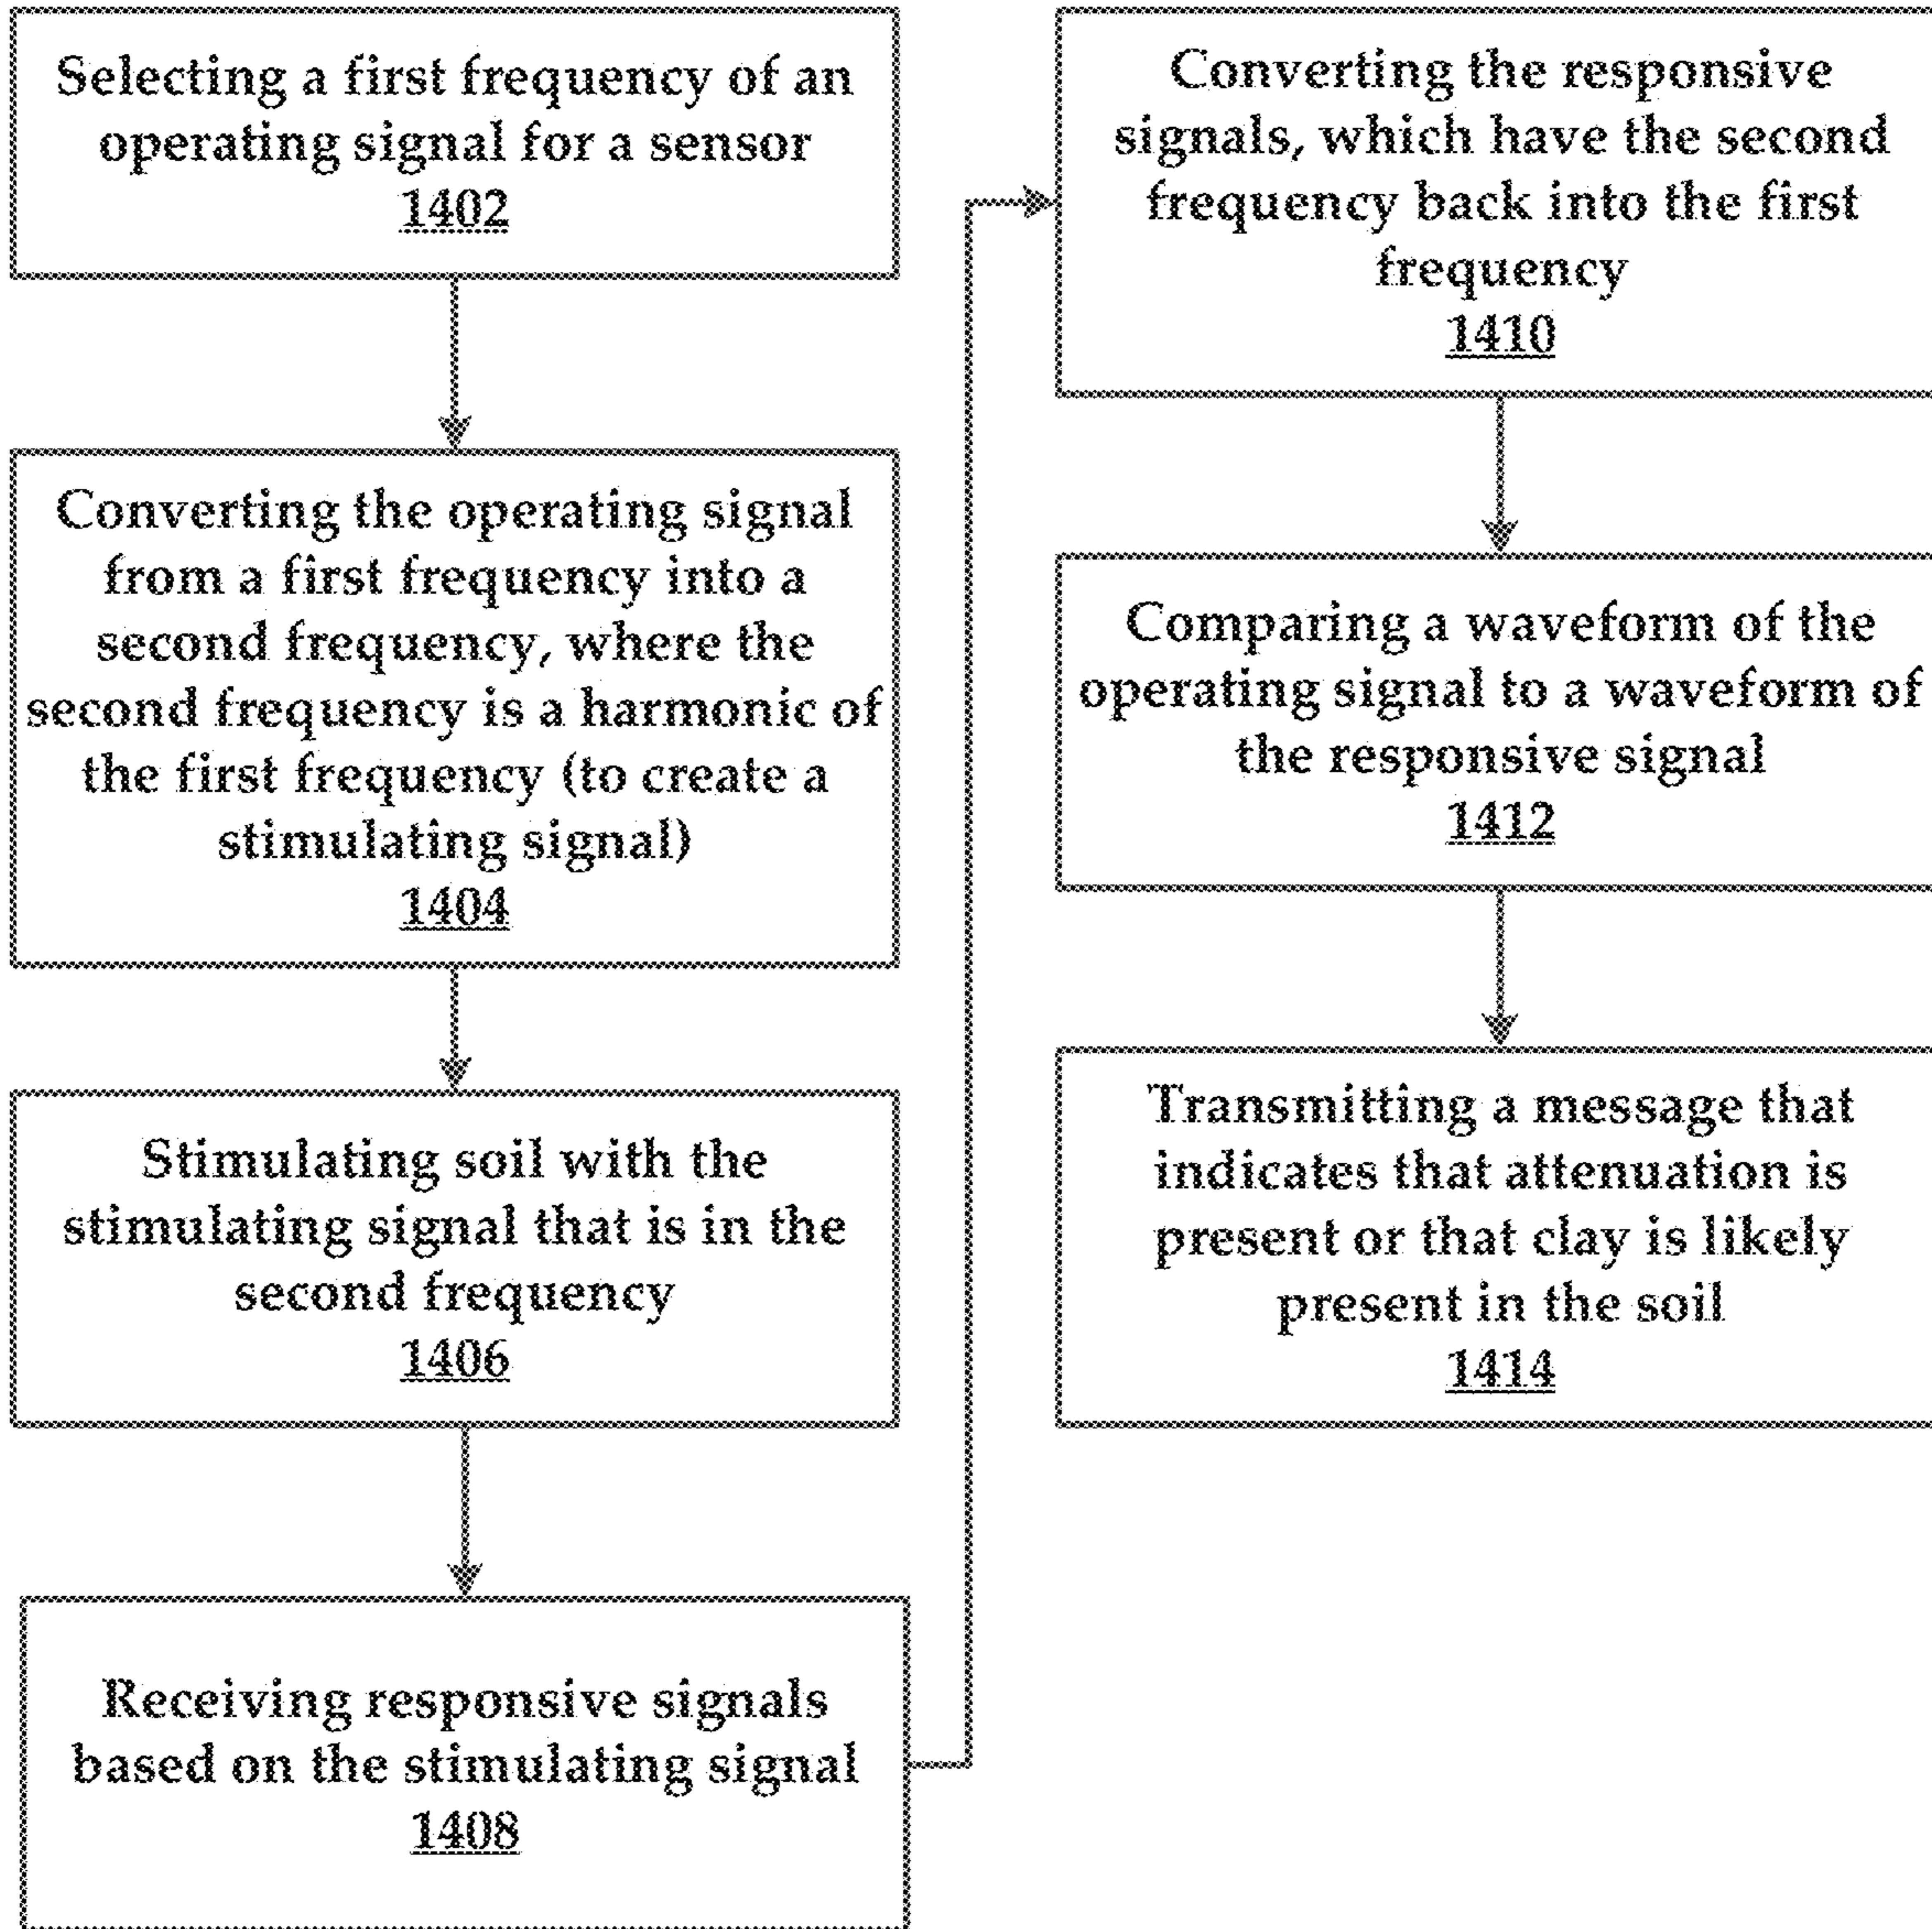 Selecting a first frequency of an
operating signal for a sensor
1402
Converting the operating signal
from a first frequency into a
second frequency, where the
second frequency is a harmonic of
the first frequency (to create a
stimulating signal)
1404
Stimulating soil with the
stimulating signal that is in the
second frequency
1406
Receiving responsive signals
based on the stimulating signal
1408
Converting the responsive
signals, which have the second
frequency back into the first
frequency
1410
Comparing a waveform of the
operating signal to a waveform of
the responsive signal
1412
Transmitting a message that
indicates that attenuation is
present or that clay is likely
present in the soil
1414